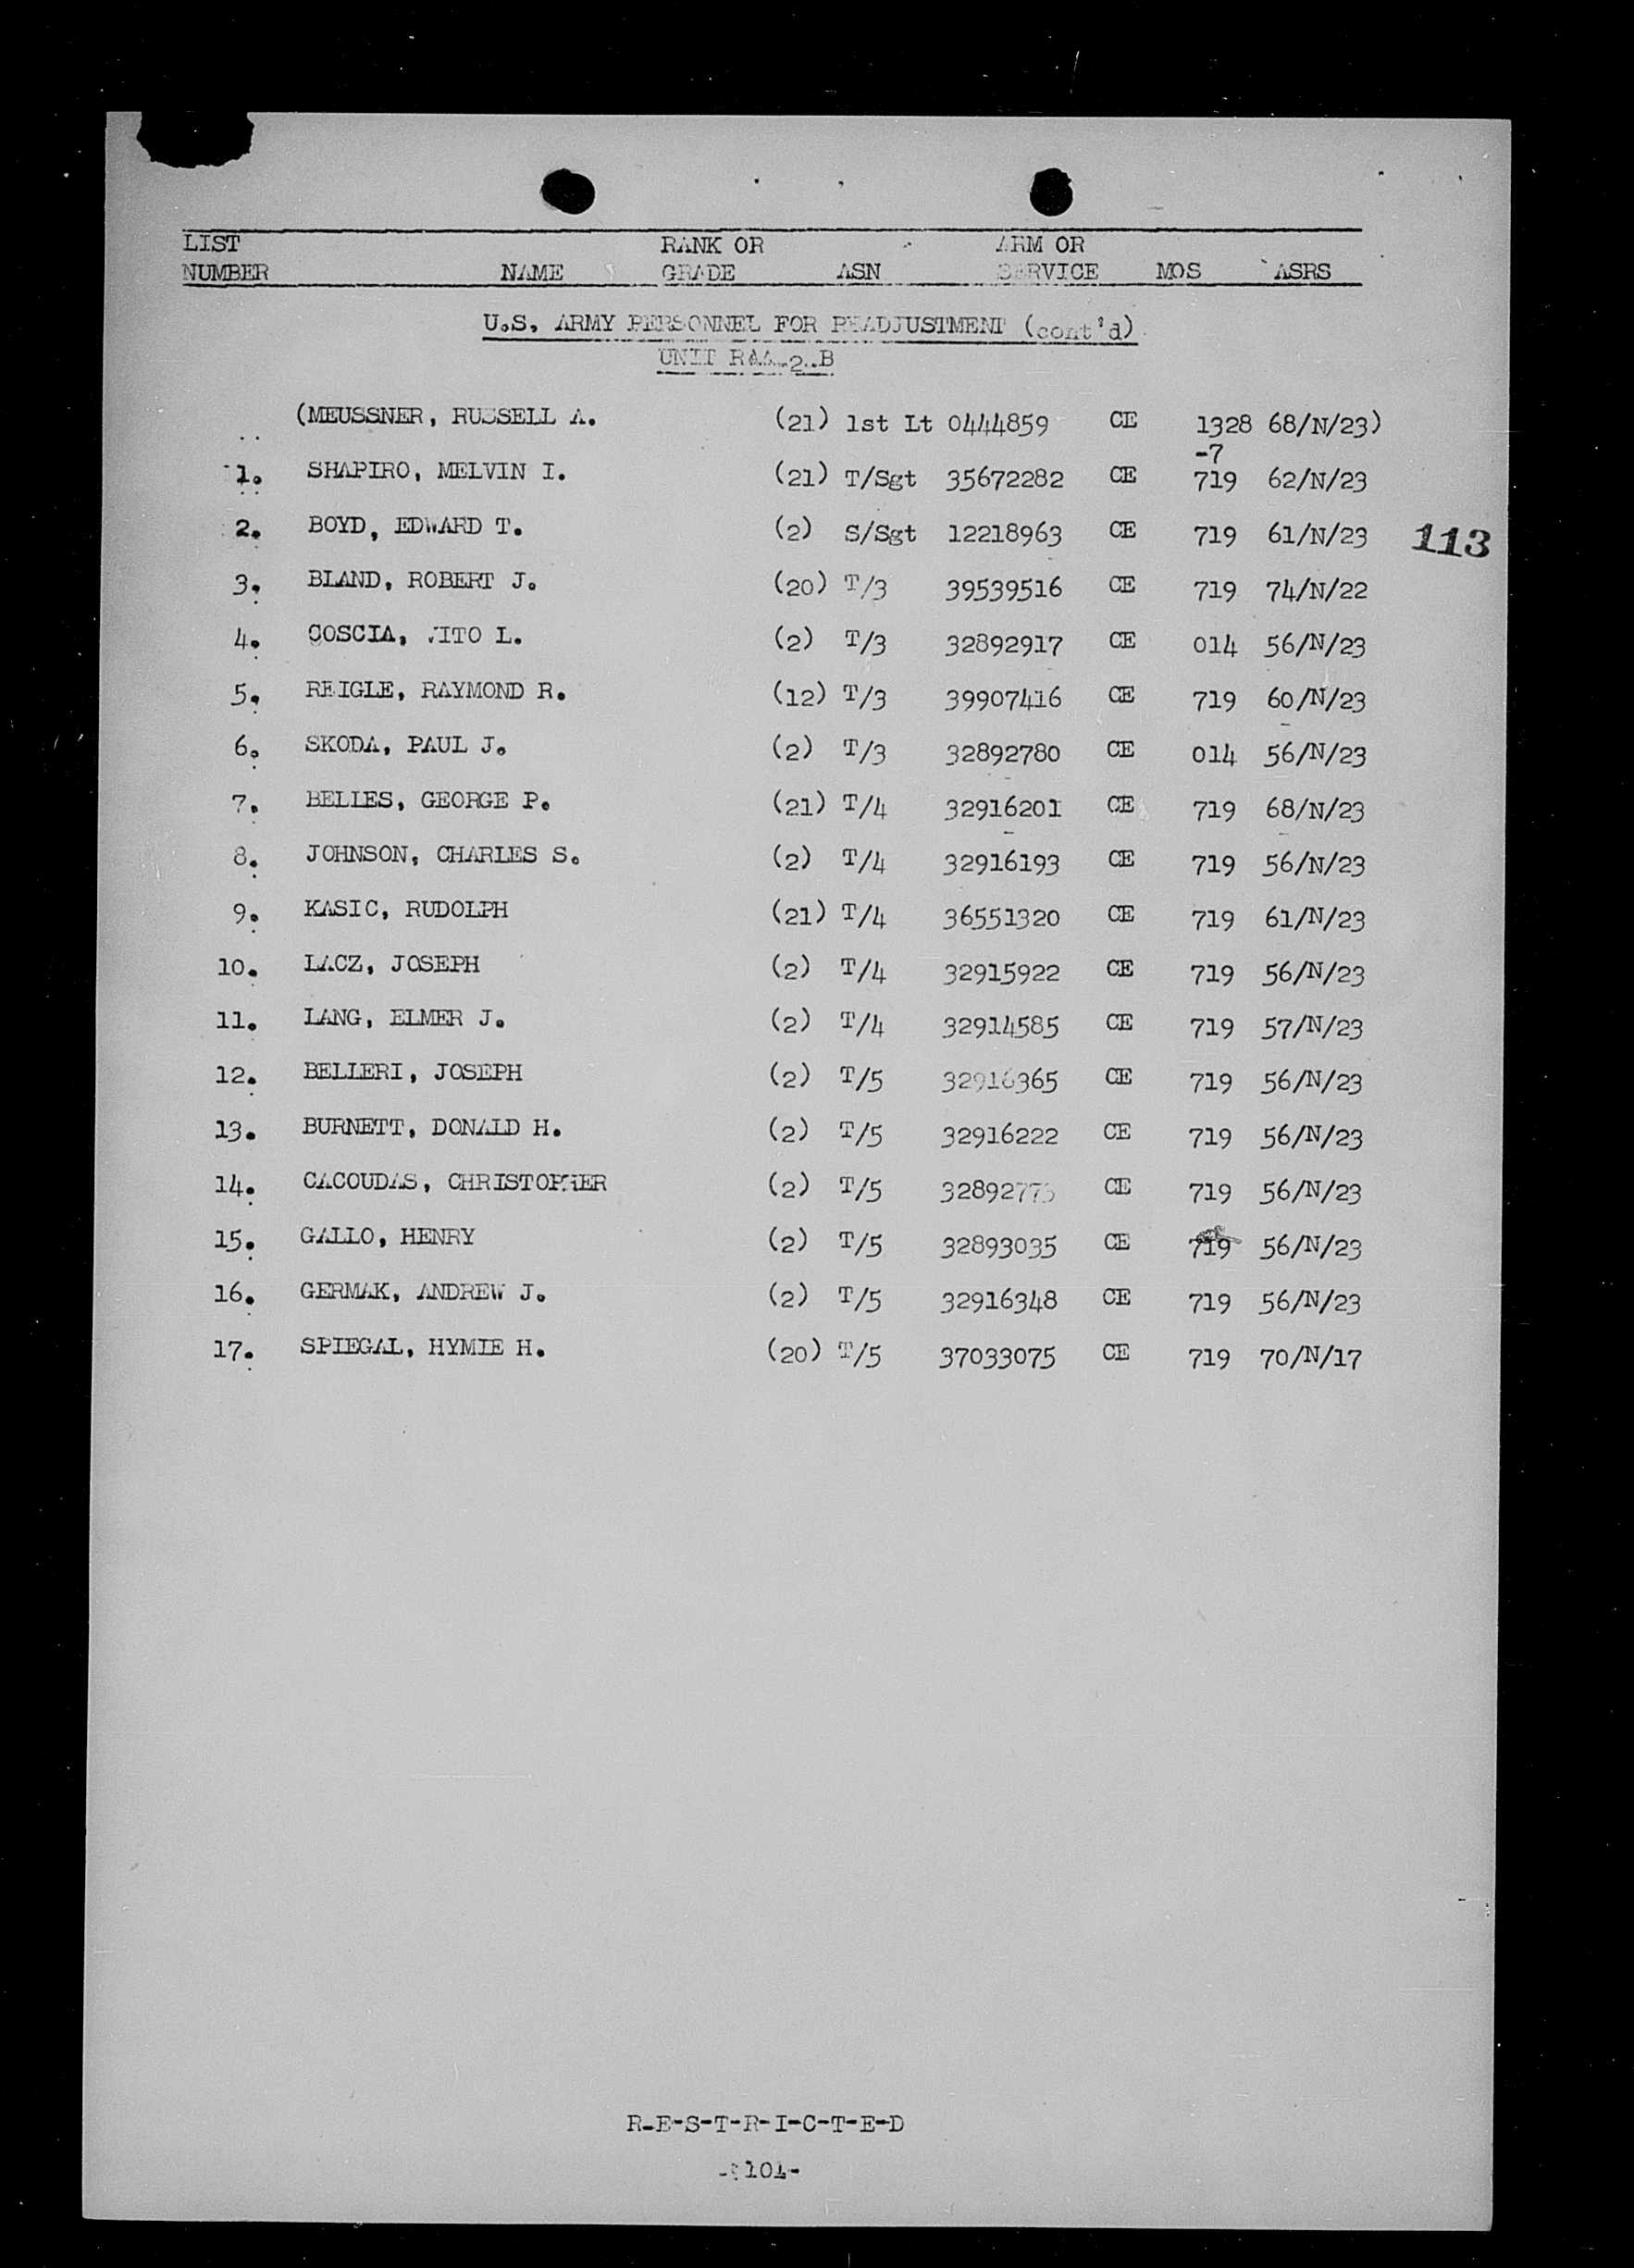 LIST RANK OR ARM OR
NUMBER NAME GRADE ASN SERVICE MOS ASRS
U.S. ARMY PERSONNEL FOR READJUSTMENT (cont'd)
UNIT RAA-2-B
(MEUSSNER, RUSSELL A. (21) 1st Lt 0444859 CE 1328 68/N/23)
-7
1. SHAPIRO, MELVIN I. (21) T/Sgt 35672282 CE 719 62/N/23
2. BOYD, EDWARD T. (2) S/Sgt 12218963 CE 719 61/N/23 113
3. BLAND, ROBERT J. (20) T/3 39539516 CE 719 74/N/22
4. COSCIA, VITO L. (2) T/3 32892917 CE 014 56/N/23
5. REIGLE, RAYMOND R. (12) T/3 39907416 CE 719 60/N/23
6. SKODA, PAUL J. (2) T/3 32892780 CE 014 56/N/23
7. BELLES, GEORGE P. (21) T/4 32916201 CE 719 68/N/23
8. JOHNSON, CHARLES S. (2) T/4 32916193 CE 719 56/N/23
9. KASIC, RUDOLPH (21) T/4 36551320 CE 719 61/N/23
10. LACZ, JOSEPH (2) T/4 32915922 CE 719 56/N/23
11. LANG, ELMER J. (2) T/4 32914585 CE 719 57/N/23
12. BELLERI, JOSEPH (2) T/5 32916365 CE 719 56/N/23
13. BURNETT, DONALD H. (2) T/5 32916222 CE 719 56/N/23
14. CACOUDAS, CHRISTOPHER (2) T/5 CE 719 56/N/23
15. GALLO, HENRY (2) T/5 32893035 CE 719 56/N/23
16. GERMAK, ANDREW J. (2) T/5 32916348 CE 719 56/N/23
17. SPIEGAL, HYMIE H. (20) T/5 37033075 CE 719 70/N/17
R-E-S-T-R-I-C-T-E-D
-101-